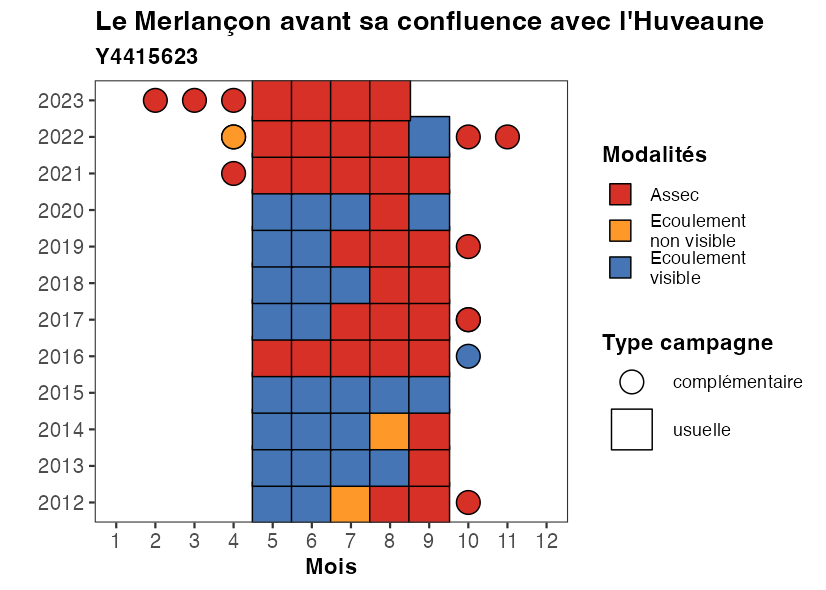 Le Merlançon avant sa confluence avec l'Huveaune
Y4415623
2023
2022
2021
2020
2019
2018
2017
2016
2015
2014
2013
2012
1 2 3 4 5 6 7 8 9 10 11 12
Mois
Modalités
Assec
Ecoulement
non visible
Ecoulement
visible
Type campagne
complémentaire
usuelle